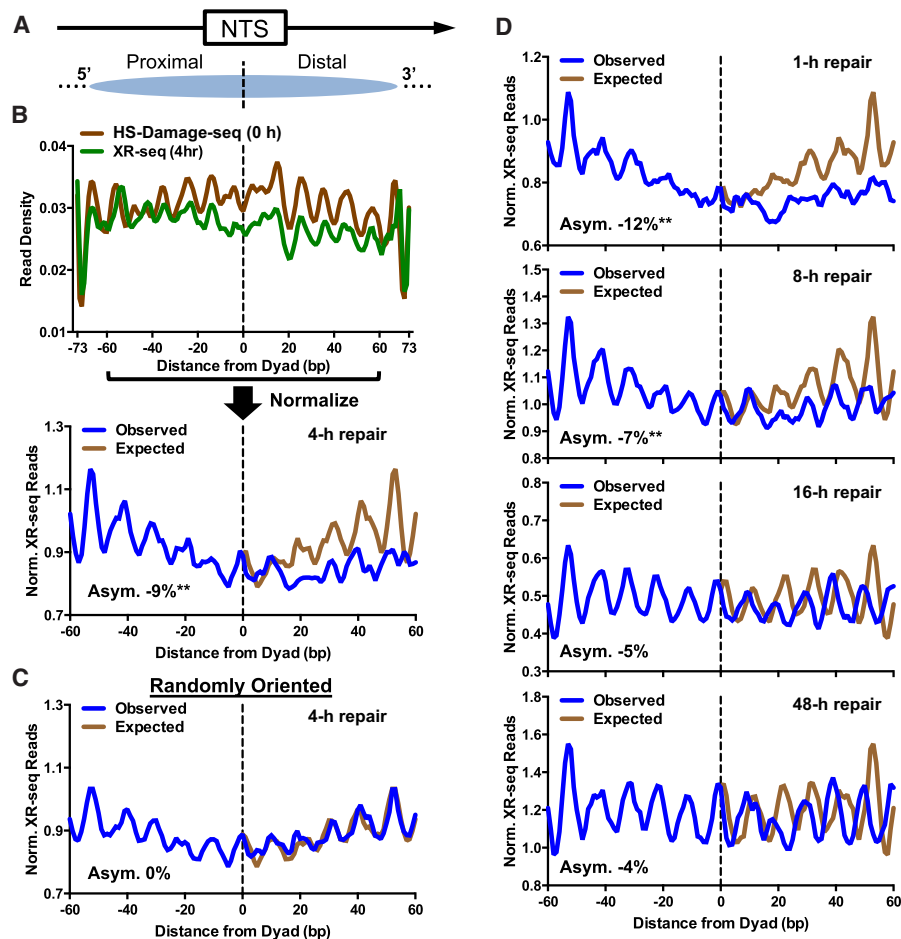 A
NTS
Proximal
Distal
5’
3’
B
HS-Damage-seq (0 h)
XR-seq (4hr)
Read Density
0.04
0.03
0.02
0.01
-73 -60 -40 -20 0 20 40 60 73
Distance from Dyad (bp)
Normalize
Observed
Expected
4-h repair
Norm. XR-seq Reads
1.3
1.1
0.9
0.7
Asym. -9%**
-60 -40 -20 0 20 40 60
Distance from Dyad (bp)
C
Randomly Oriented
Observed
Expected
4-h repair
Norm. XR-seq Reads
1.3
1.1
0.9
0.7
Asym. 0%
-60 -40 -20 0 20 40 60
Distance from Dyad (bp)
D
Observed
Expected
1-h repair
Norm. XR-seq Reads
1.2
1.0
0.8
0.6
Asym. -12%**
Observed
Expected
8-h repair
Norm. XR-seq Reads
1.5
1.4
1.3
1.2
1.1
1.0
0.9
0.8
Asym. -7%**
Observed
Expected
16-h repair
Norm. XR-seq Reads
0.8
0.7
0.6
0.5
0.4
0.3
Asym. -5%
Observed
Expected
48-h repair
Norm. XR-seq Reads
1.8
1.6
1.4
1.2
1.0
0.8
Asym. -4%
-60 -40 -20 0 20 40 60
Distance from Dyad (bp)